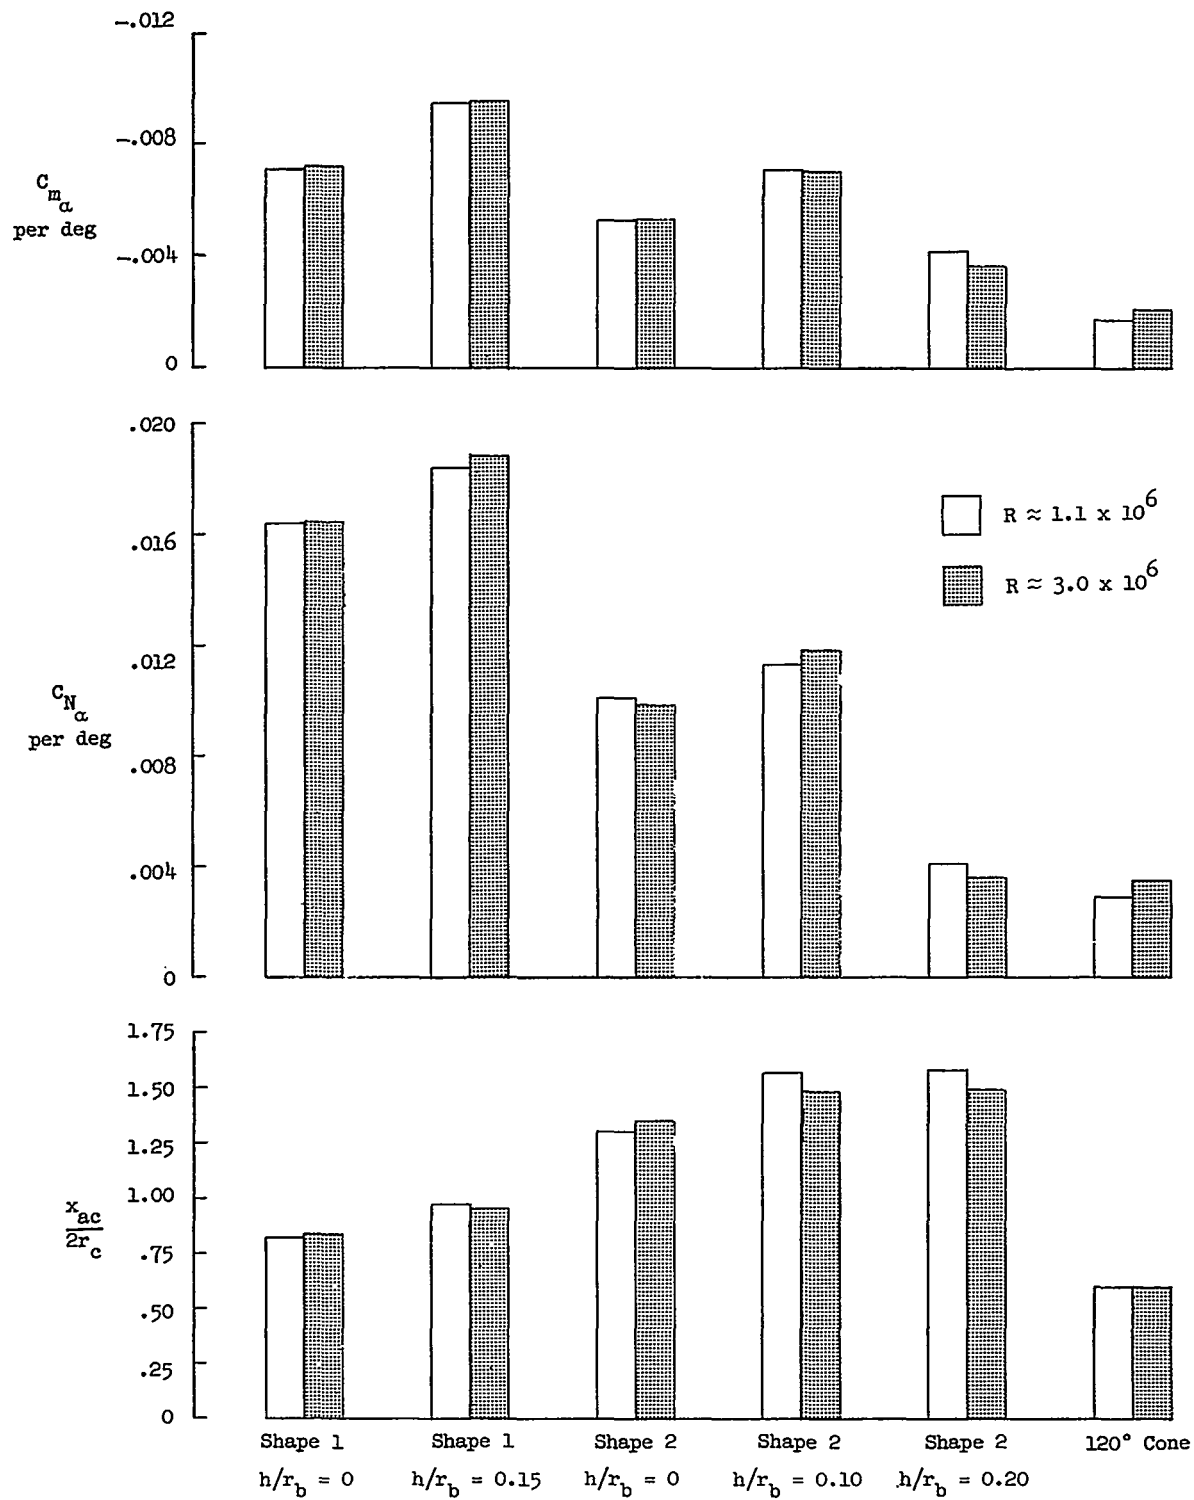 -.012
-.008
C_mα
per deg
-.004
0
.020
.016
.012
C_Nα
per deg
.008
.004
0
R ≈ 1.1 x 10^6
R ≈ 3.0 x 10^6
1.75
1.50
1.25
1.00
x_ac
2r_c
.75
.50
.25
0
Shape 1 Shape 1 Shape 2 Shape 2 Shape 2 120° Cone
h/r_b = 0 h/r_b = 0.15 h/r_b = 0 h/r_b = 0.10 h/r_b = 0.20